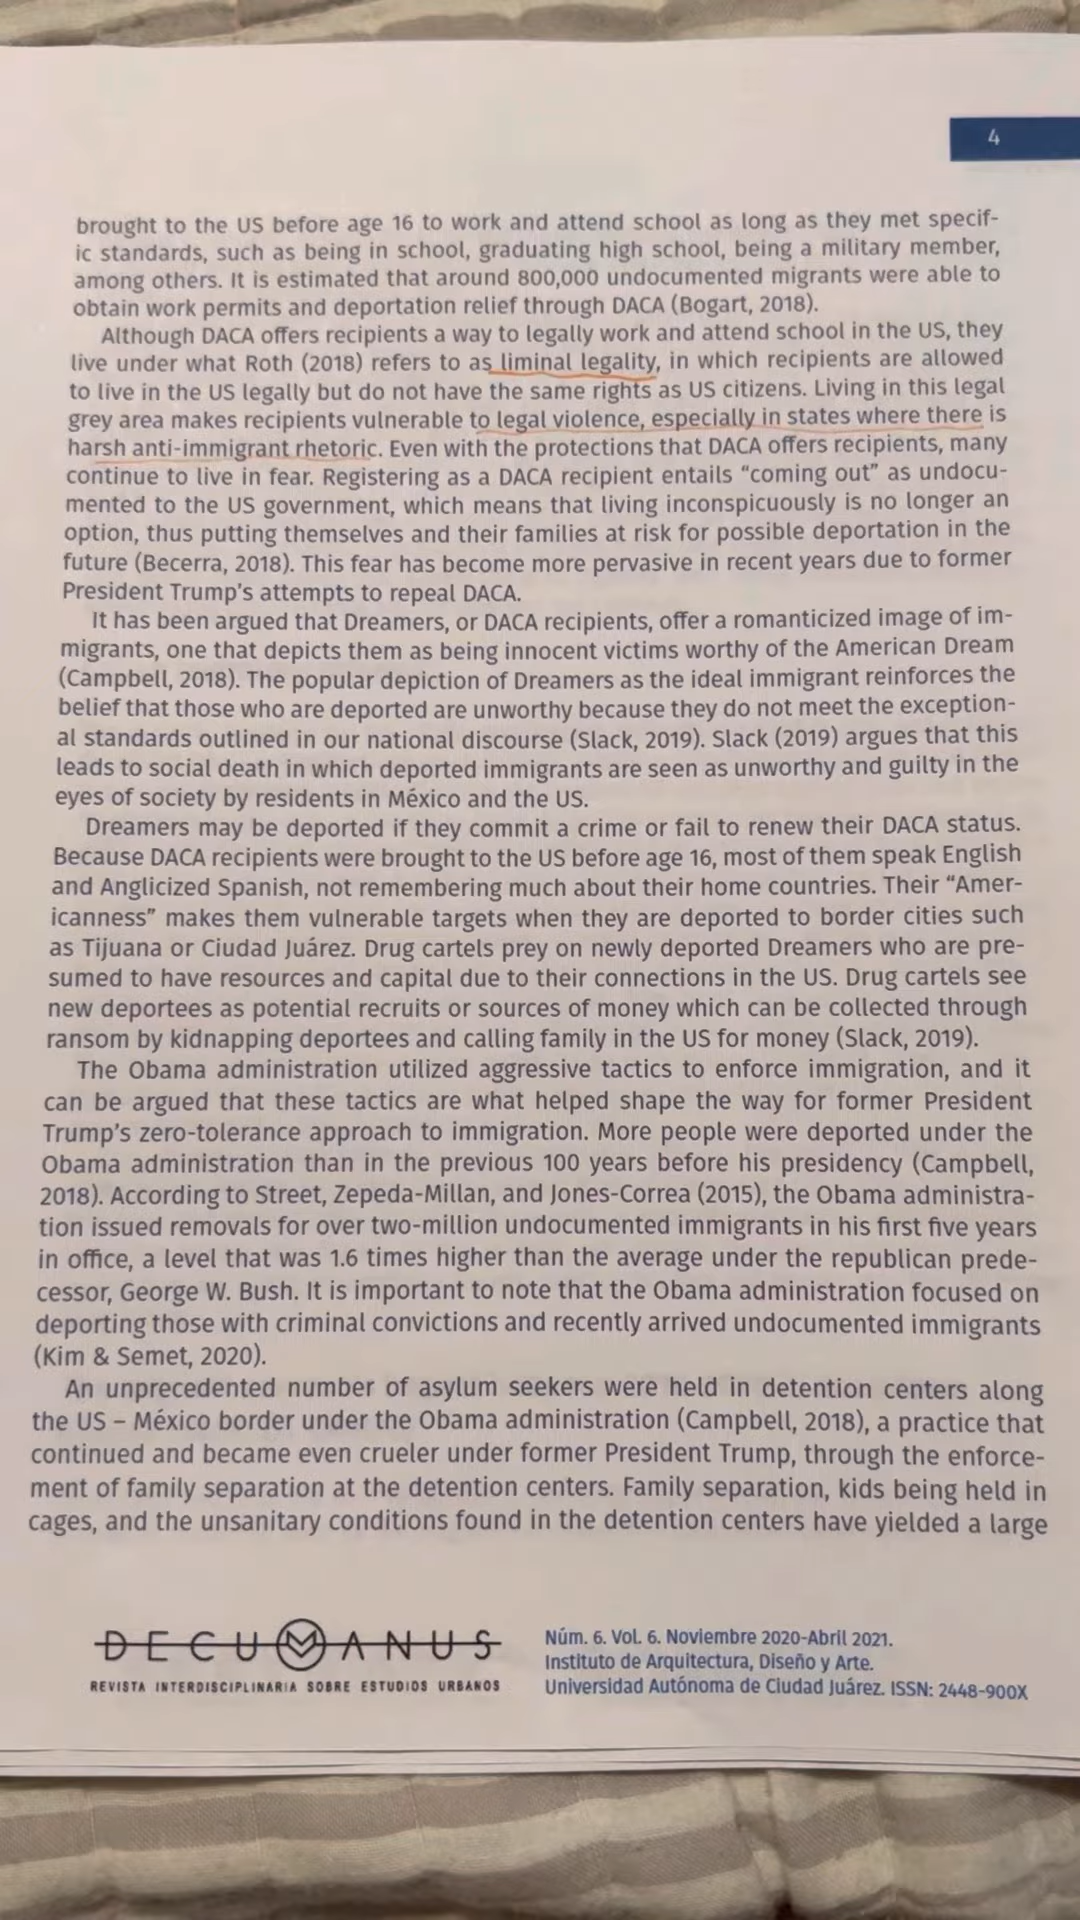 4
brought to the US before age 16 to work and attend school as long as they met specif-
ic standards, such as being in school, graduating high school, being a military member,
among others. It is estimated that around 800,000 undocumented migrants were able to
obtain work permits and deportation relief through DACA (Bogart, 2018).
Although DACA offers recipients a way to legally work and attend school in the US, they
live under what Roth (2018) refers to as liminal legality, in which recipients are allowed
to live in the US legally but do not have the same rights as US citizens. Living in this legal
grey area makes recipients vulnerable to legal violence, especially in states where there is
harsh anti-immigrant rhetoric. Even with the protections that DACA offers recipients, many
continue to live in fear. Registering as a DACA recipient entails “coming out” as undocu-
mented to the US government, which means that living inconspicuously is no longer an
option, thus putting themselves and their families at risk for possible deportation in the
future (Becerra, 2018). This fear has become more pervasive in recent years due to former
President Trump’s attempts to repeal DACA.
It has been argued that Dreamers, or DACA recipients, offer a romanticized image of im-
migrants, one that depicts them as being innocent victims worthy of the American Dream
(Campbell, 2018). The popular depiction of Dreamers as the ideal immigrant reinforces the
belief that those who are deported are unworthy because they do not meet the exception-
al standards outlined in our national discourse (Slack, 2019). Slack (2019) argues that this
leads to social death in which deported immigrants are seen as unworthy and guilty in the
eyes of society by residents in México and the US.
Dreamers may be deported if they commit a crime or fail to renew their DACA status.
Because DACA recipients were brought to the US before age 16, most of them speak English
and Anglicized Spanish, not remembering much about their home countries. Their “Amer-
icanness” makes them vulnerable targets when they are deported to border cities such
as Tijuana or Ciudad Juárez. Drug cartels prey on newly deported Dreamers who are pre-
sumed to have resources and capital due to their connections in the US. Drug cartels see
new deportees as potential recruits or sources of money which can be collected through
ransom by kidnapping deportees and calling family in the US for money (Slack, 2019).
The Obama administration utilized aggressive tactics to enforce immigration, and it
can be argued that these tactics are what helped shape the way for former President
Trump’s zero-tolerance approach to immigration. More people were deported under the
Obama administration than in the previous 100 years before his presidency (Campbell,
2018). According to Street, Zepeda-Millan, and Jones-Correa (2015), the Obama administra-
tion issued removals for over two-million undocumented immigrants in his first five years
in office, a level that was 1.6 times higher than the average under the republican prede-
cessor, George W. Bush. It is important to note that the Obama administration focused on
deporting those with criminal convictions and recently arrived undocumented immigrants
(Kim & Semet, 2020).
An unprecedented number of asylum seekers were held in detention centers along
the US – México border under the Obama administration (Campbell, 2018), a practice that
continued and became even crueler under former President Trump, through the enforce-
ment of family separation at the detention centers. Family separation, kids being held in
cages, and the unsanitary conditions found in the detention centers have yielded a large
DECUMANUS
REVISTA INTERDISCIPLINARIA SOBRE ESTUDIOS URBANOS
Núm. 6. Vol. 6. Noviembre 2020-Abril 2021.
Instituto de Arquitectura, Diseño y Arte.
Universidad Autónoma de Ciudad Juárez. ISSN: 2448-900X